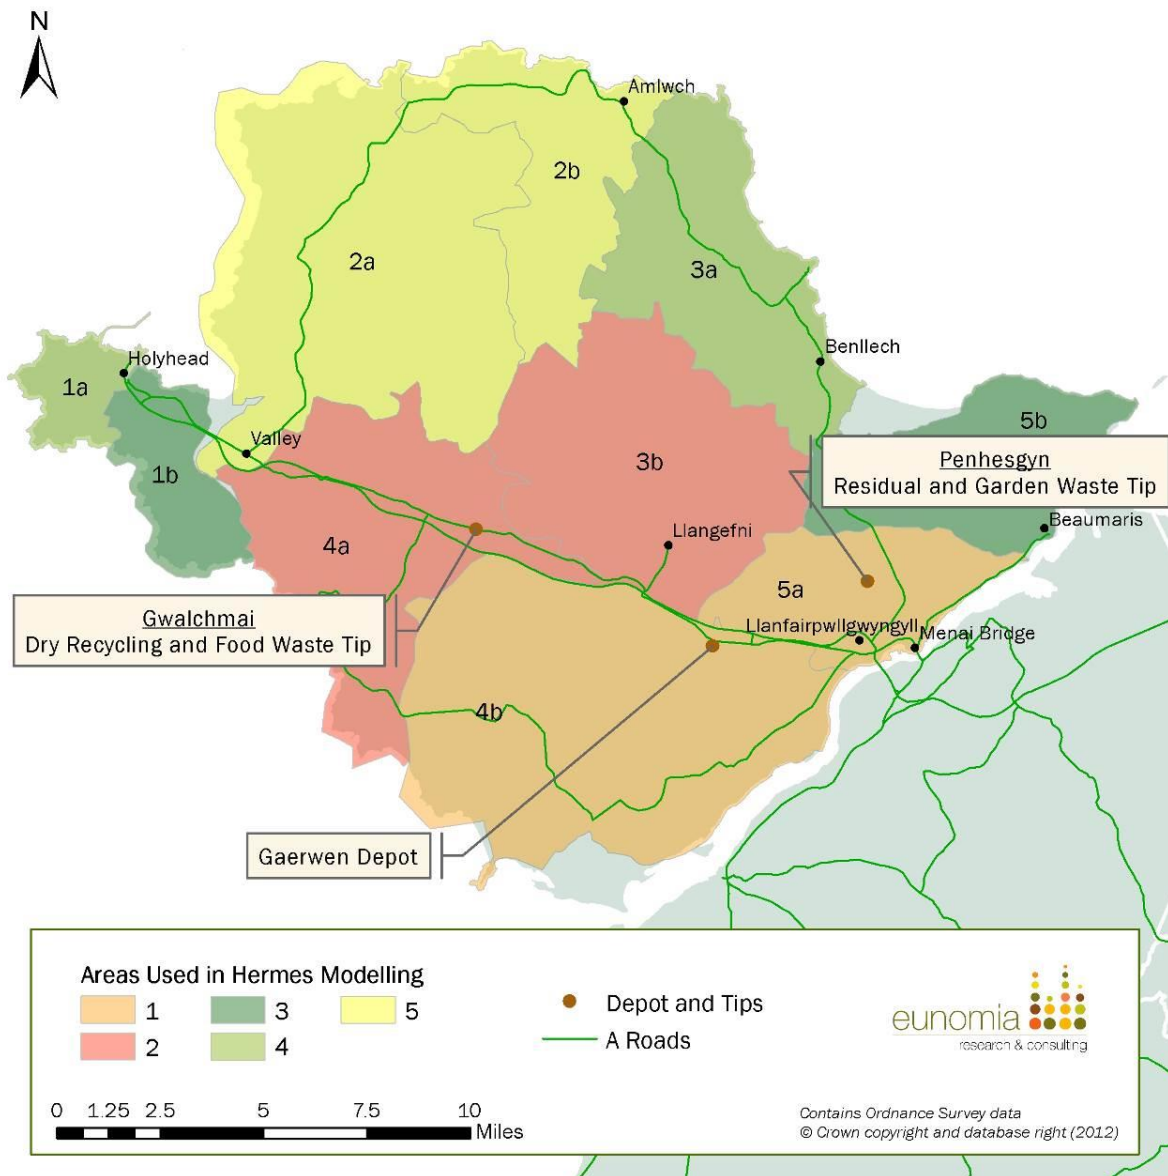 N
Amlwch
2b
2a
3a
Holyhead
Benllech
1a
5b
Valley
3b
1b
Penhesgyn
Residual and Garden Waste Tip
Beaumaris
Llangefni
4a
5a
Gwalchmai
Dry Recycling and Food Waste Tip
Llanfairpwllgwyngyll
Menai Bridge
4b
Gaerwen Depot
Areas Used in Hermes Modelling
1
3
5
2
4
Depot and Tips
A Roads
eunomia
research & consulting
0 1.25 2.5 5 7.5 10
Miles
Contains Ordnance Survey data
© Crown copyright and database right (2012)